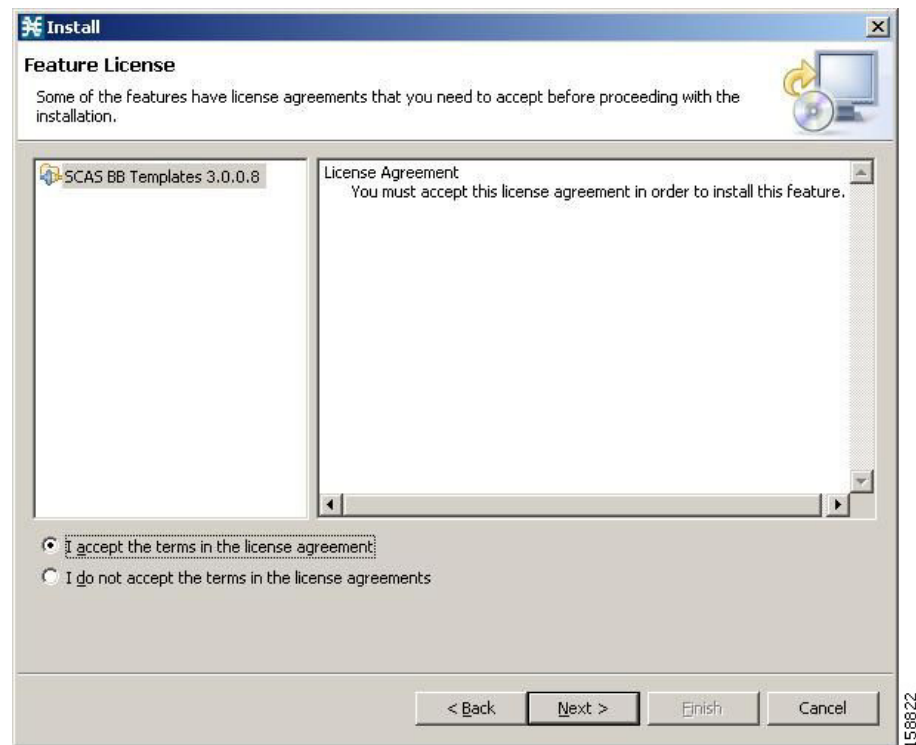 Install
Feature License
Some of the features have license agreements that you need to accept before proceeding with the
installation.
SCAS BB Templates 3.0.0.8
License Agreement
You must accept this license agreement in order to install this feature.
I accept the terms in the license agreement
I do not accept the terms in the license agreements
< Back
Next >
Finish
Cancel
158822